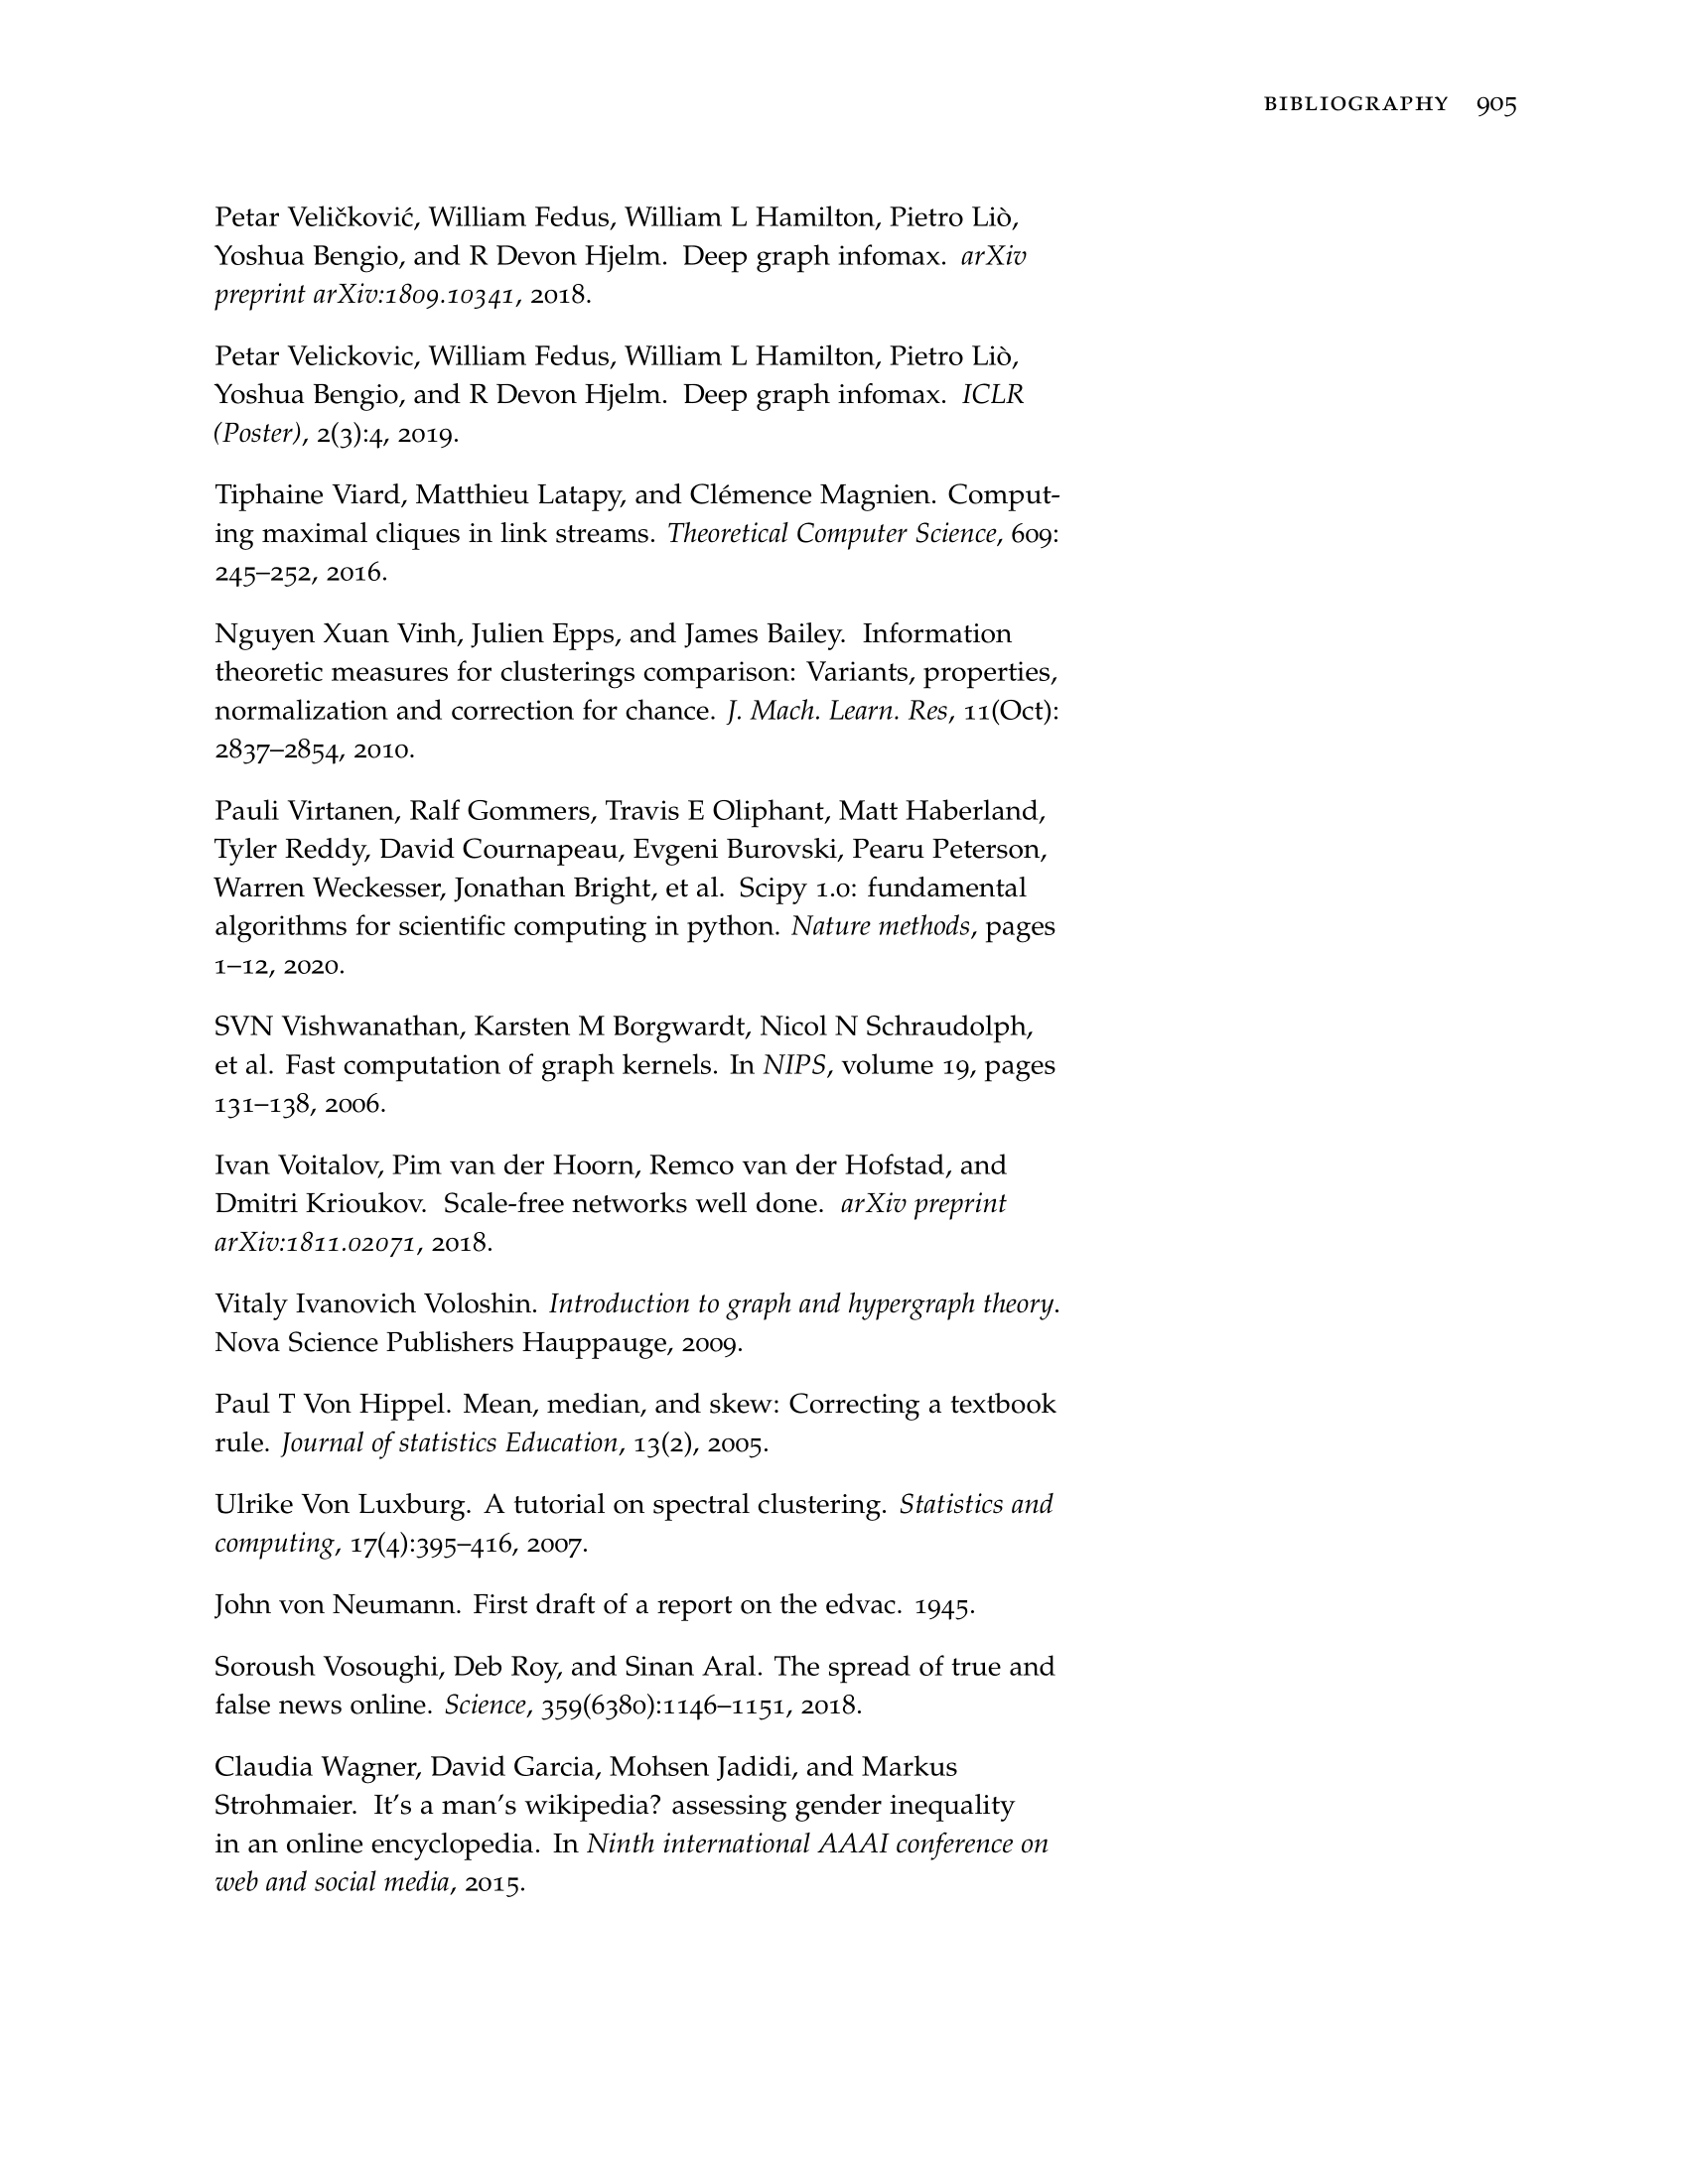 BIBLIOGRAPHY 905
Petar Veličković, William Fedus, William L Hamilton, Pietro Liò,
Yoshua Bengio, and R Devon Hjelm. Deep graph infomax. arXiv
preprint arXiv:1809.10341, 2018.
Petar Velickovic, William Fedus, William L Hamilton, Pietro Liò,
Yoshua Bengio, and R Devon Hjelm. Deep graph infomax. ICLR
(Poster), 2(3):4, 2019.
Tiphaine Viard, Matthieu Latapy, and Clémence Magnien. Comput-
ing maximal cliques in link streams. Theoretical Computer Science, 609:
245–252, 2016.
Nguyen Xuan Vinh, Julien Epps, and James Bailey. Information
theoretic measures for clusterings comparison: Variants, properties,
normalization and correction for chance. J. Mach. Learn. Res, 11(Oct):
2837–2854, 2010.
Pauli Virtanen, Ralf Gommers, Travis E Oliphant, Matt Haberland,
Tyler Reddy, David Cournapeau, Evgeni Burovski, Pearu Peterson,
Warren Weckesser, Jonathan Bright, et al. Scipy 1.0: fundamental
algorithms for scientific computing in python. Nature methods, pages
1–12, 2020.
SVN Vishwanathan, Karsten M Borgwardt, Nicol N Schraudolph,
et al. Fast computation of graph kernels. In NIPS, volume 19, pages
131–138, 2006.
Ivan Voitalov, Pim van der Hoorn, Remco van der Hofstad, and
Dmitri Krioukov. Scale-free networks well done. arXiv preprint
arXiv:1811.02071, 2018.
Vitaly Ivanovich Voloshin. Introduction to graph and hypergraph theory.
Nova Science Publishers Hauppauge, 2009.
Paul T Von Hippel. Mean, median, and skew: Correcting a textbook
rule. Journal of statistics Education, 13(2), 2005.
Ulrike Von Luxburg. A tutorial on spectral clustering. Statistics and
computing, 17(4):395–416, 2007.
John von Neumann. First draft of a report on the edvac. 1945.
Soroush Vosoughi, Deb Roy, and Sinan Aral. The spread of true and
false news online. Science, 359(6380):1146–1151, 2018.
Claudia Wagner, David Garcia, Mohsen Jadidi, and Markus
Strohmaier. It's a man's wikipedia? assessing gender inequality
in an online encyclopedia. In Ninth international AAAI conference on
web and social media, 2015.